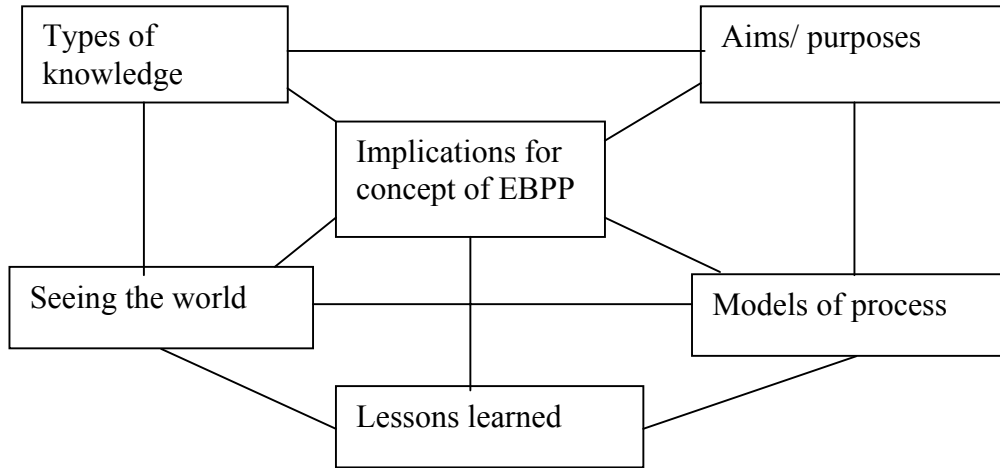 Types of
knowledge
Aims/ purposes
Implications for
concept of EBPP
Seeing the world
Models of process
Lessons learned